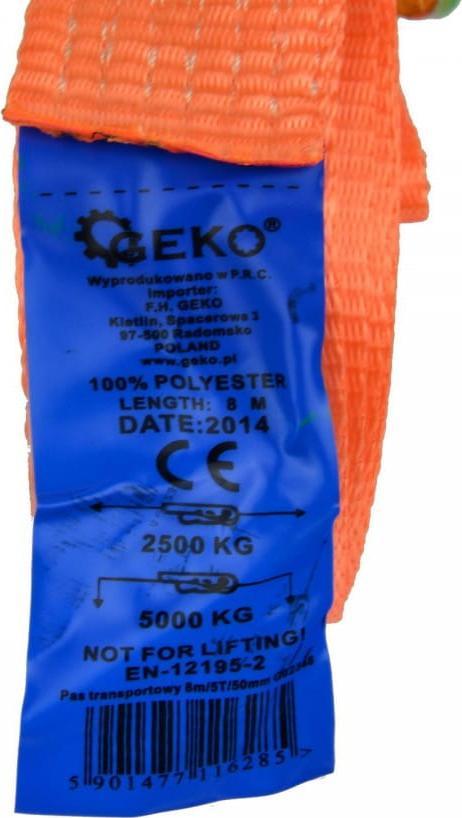 GEKO®
Wyprodukowano w P.R.C.
Importer:
F.H. GEKO
Kietlin, Spacerowa 3
97-500 Radomsko
POLAND
www.geko.pl
100% POLYESTER
LENGTH: 8 M
DATE:2014
CE
2500 KG
5000 KG
NOT FOR LIFTING!
EN-12195-2
Pas transportowy 8m/5T/50mm
5 901477 116285 >